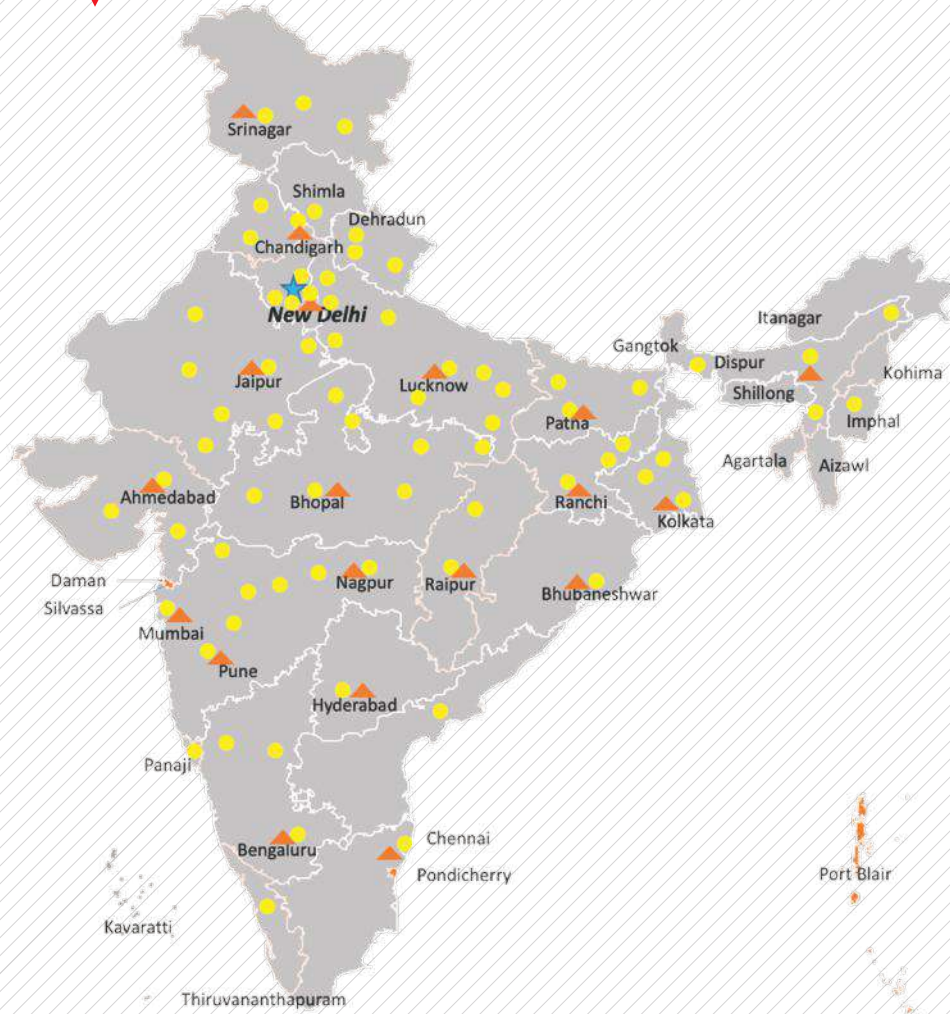 Srinagar
Shimla
Dehradun
Chandigarh
New Delhi
Itanagar
Gangtok
Dispur
Kohima
Jaipur
Lucknow
Shillong
Patna
Imphal
Agartala
Aizawl
Ahmedabad
Bhopal
Ranchi
Kolkata
Daman
Nagpur
Raipur
Bhubaneshwar
Silvassa
Mumbai
Pune
Hyderabad
Panaji
Chennai
Bengaluru
Port Blair
Pondicherry
Kavaratti
Thiruvananthapuram